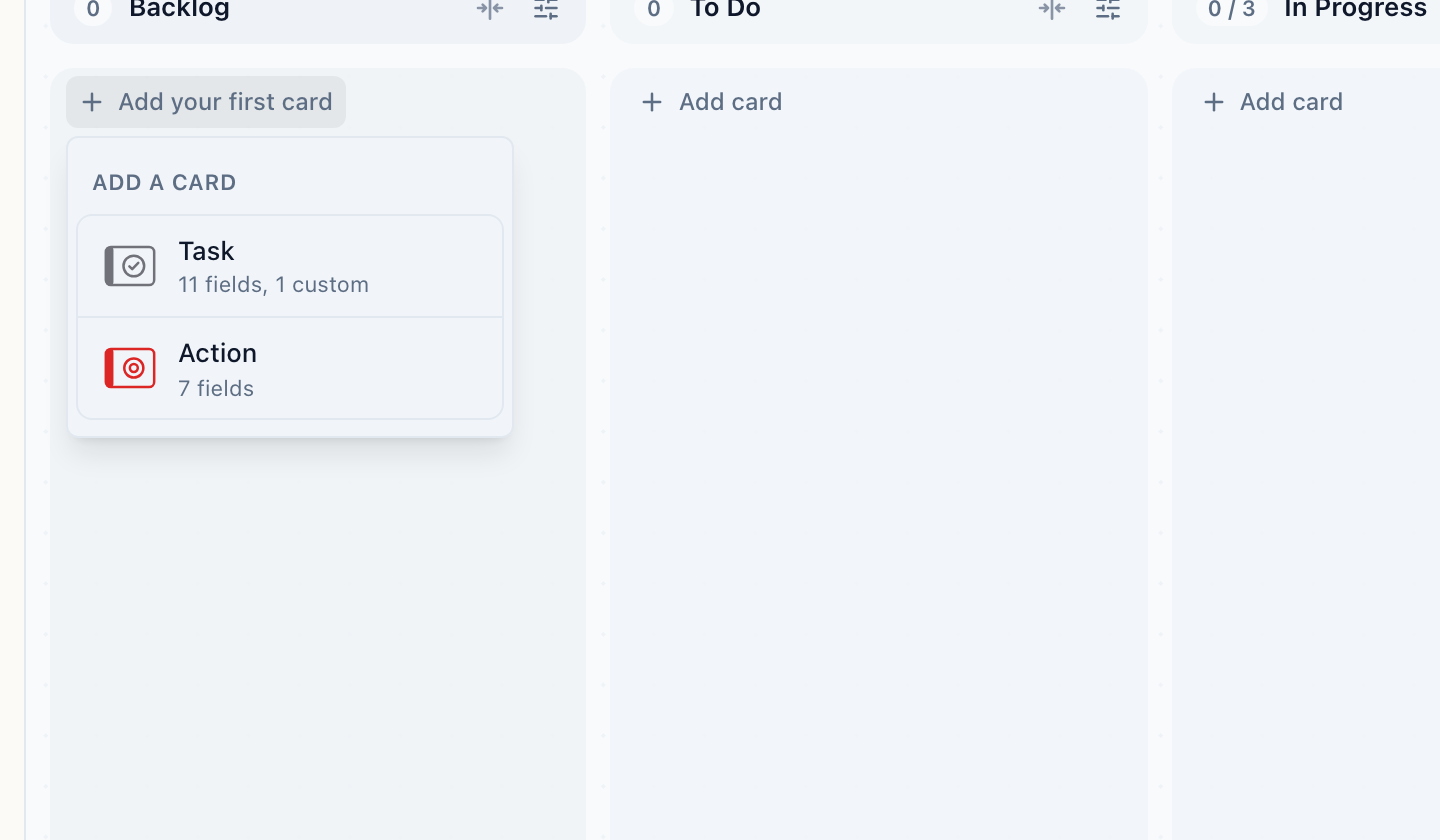 0 Backlog
0 To Do
0 / 3 In Progress
+ Add your first card
+ Add card
+ Add card
ADD A CARD
Task
11 fields, 1 custom
Action
7 fields